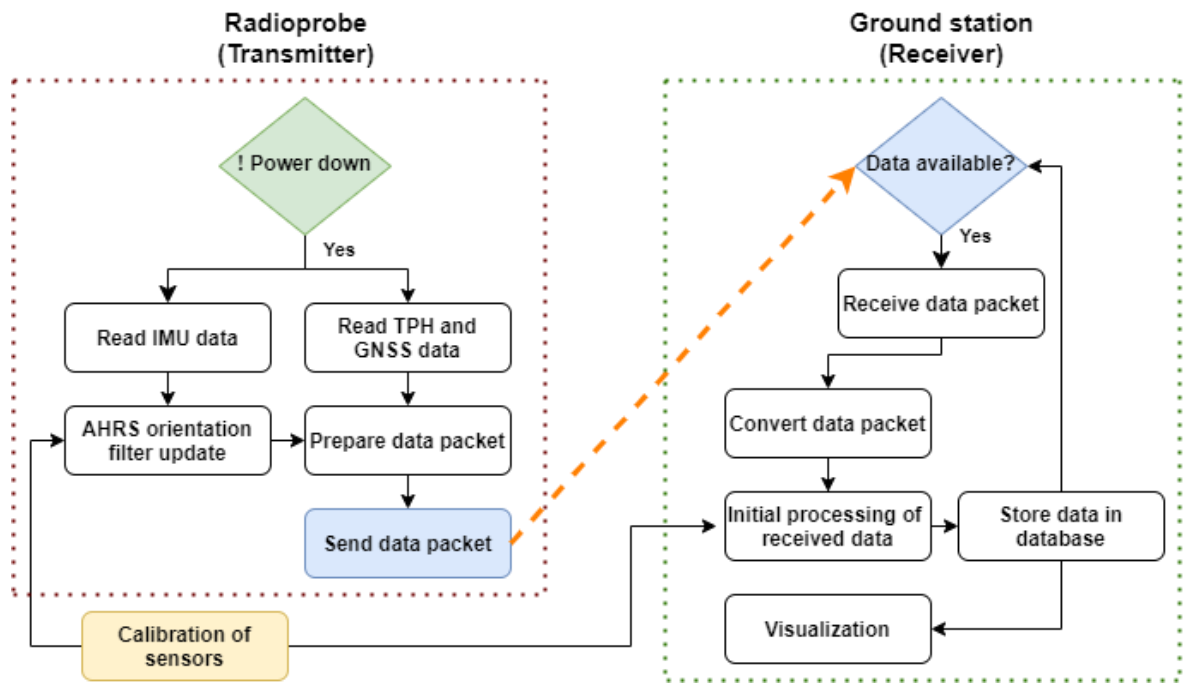 Radioprobe
(Transmitter)
! Power down
Yes
Read IMU data
Read TPH and
GNSS data
AHRS orientation
filter update
Prepare data packet
Send data packet
Calibration of
sensors
Ground station
(Receiver)
Data available?
Yes
Receive data packet
Convert data packet
Initial processing of
received data
Store data in
database
Visualization